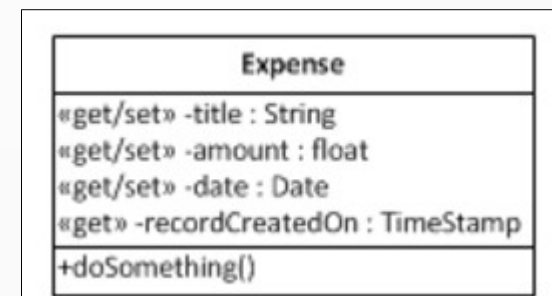 Expense
«get/set» -title : String
«get/set» -amount : float
«get/set» -date : Date
«get» -recordCreatedOn : TimeStamp
+doSomething()